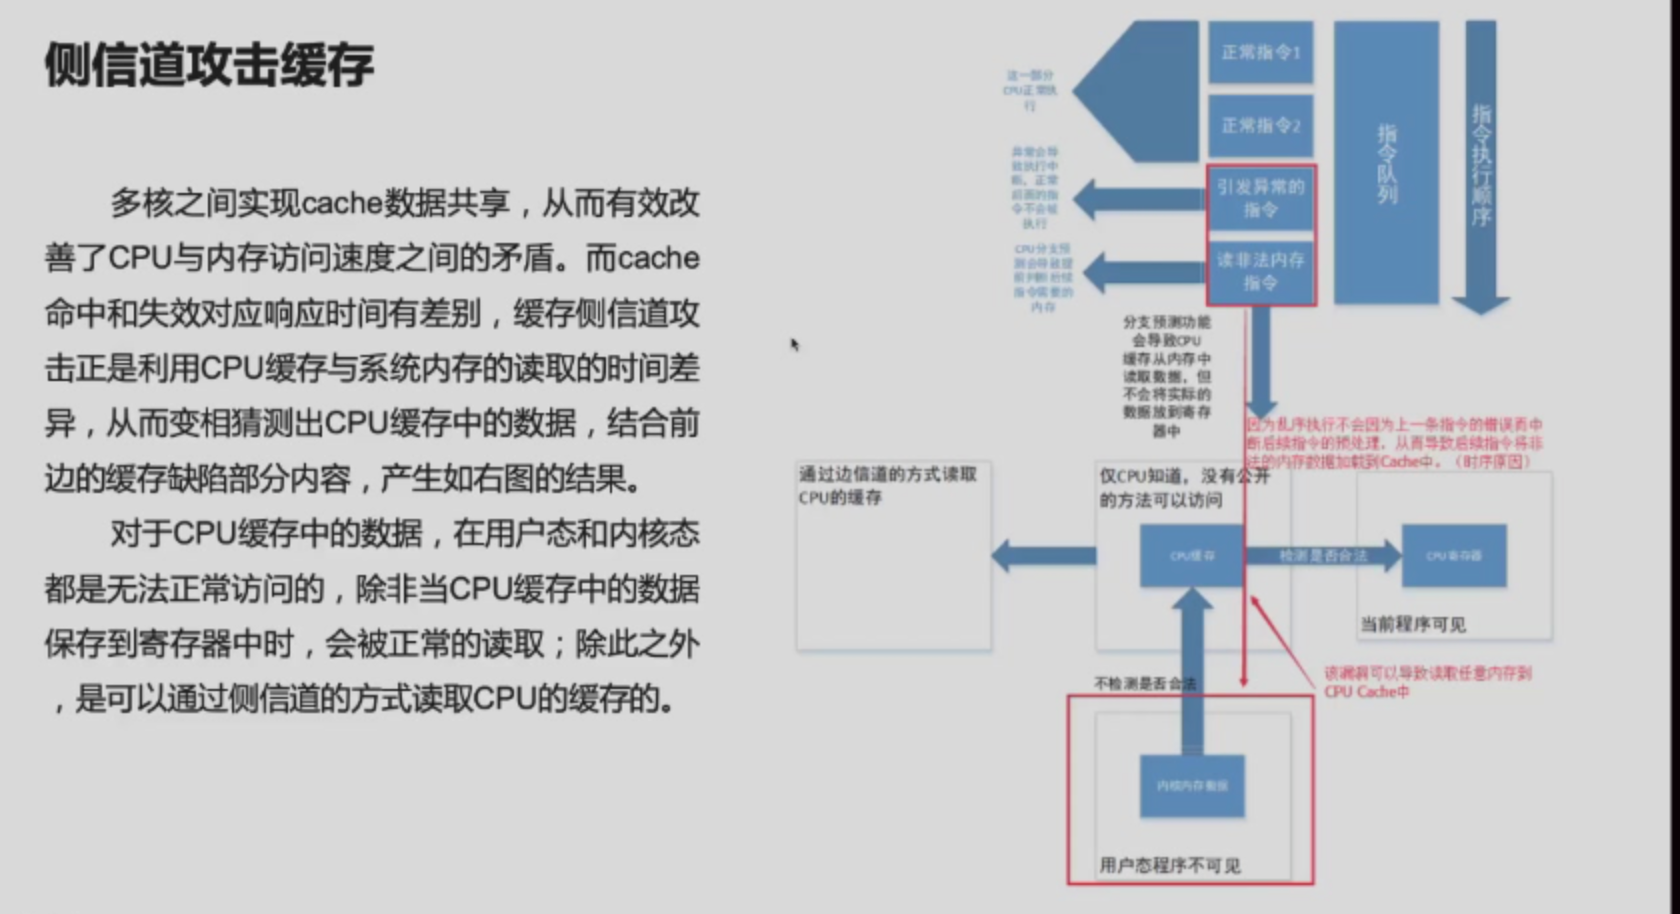 侧信道攻击缓存
多核之间实现cache数据共享，从而有效改
善了CPU与内存访问速度之间的矛盾。而cache
命中和失效对应响应时间有差别，缓存侧信道攻
击正是利用CPU缓存与系统内存的读取的时间差
异，从而变相猜测出CPU缓存中的数据，结合前
边的缓存缺陷部分内容，产生如右图的结果。
对于CPU缓存中的数据，在用户态和内核态
都是无法正常访问的，除非当CPU缓存中的数据
保存到寄存器中时，会被正常的读取；除此之外
，是可以通过侧信道的方式读取CPU的缓存的。
这一部分
CPU正常执
行
正常指令1
正常指令2
异常会导
致执行中
断，正常
后面的指
令不会被
执行
引发异常的
指令
CPU分支预
测会导致提
前判断后续
指令需要的
内存
读非法内存
指令
指令队列
指令执行顺序
分支预测功能
会导致CPU
缓存从内存中
读取数据，但
不会将实际的
数据放到寄存
器中
因为乱序执行不会因为上一条指令的错误而中
断后续指令的预处理，从而导致后续指令将非
法的内存数据加载到Cache中。（时序原因）
通过边信道的方式读取
CPU的缓存
仅CPU知道，没有公开
的方法可以访问
CPU缓存
检测是否合法
CPU寄存器
当前程序可见
不检测是否合法
该漏洞可以导致读取任意内存到
CPU Cache中
内核内存数据
用户态程序不可见